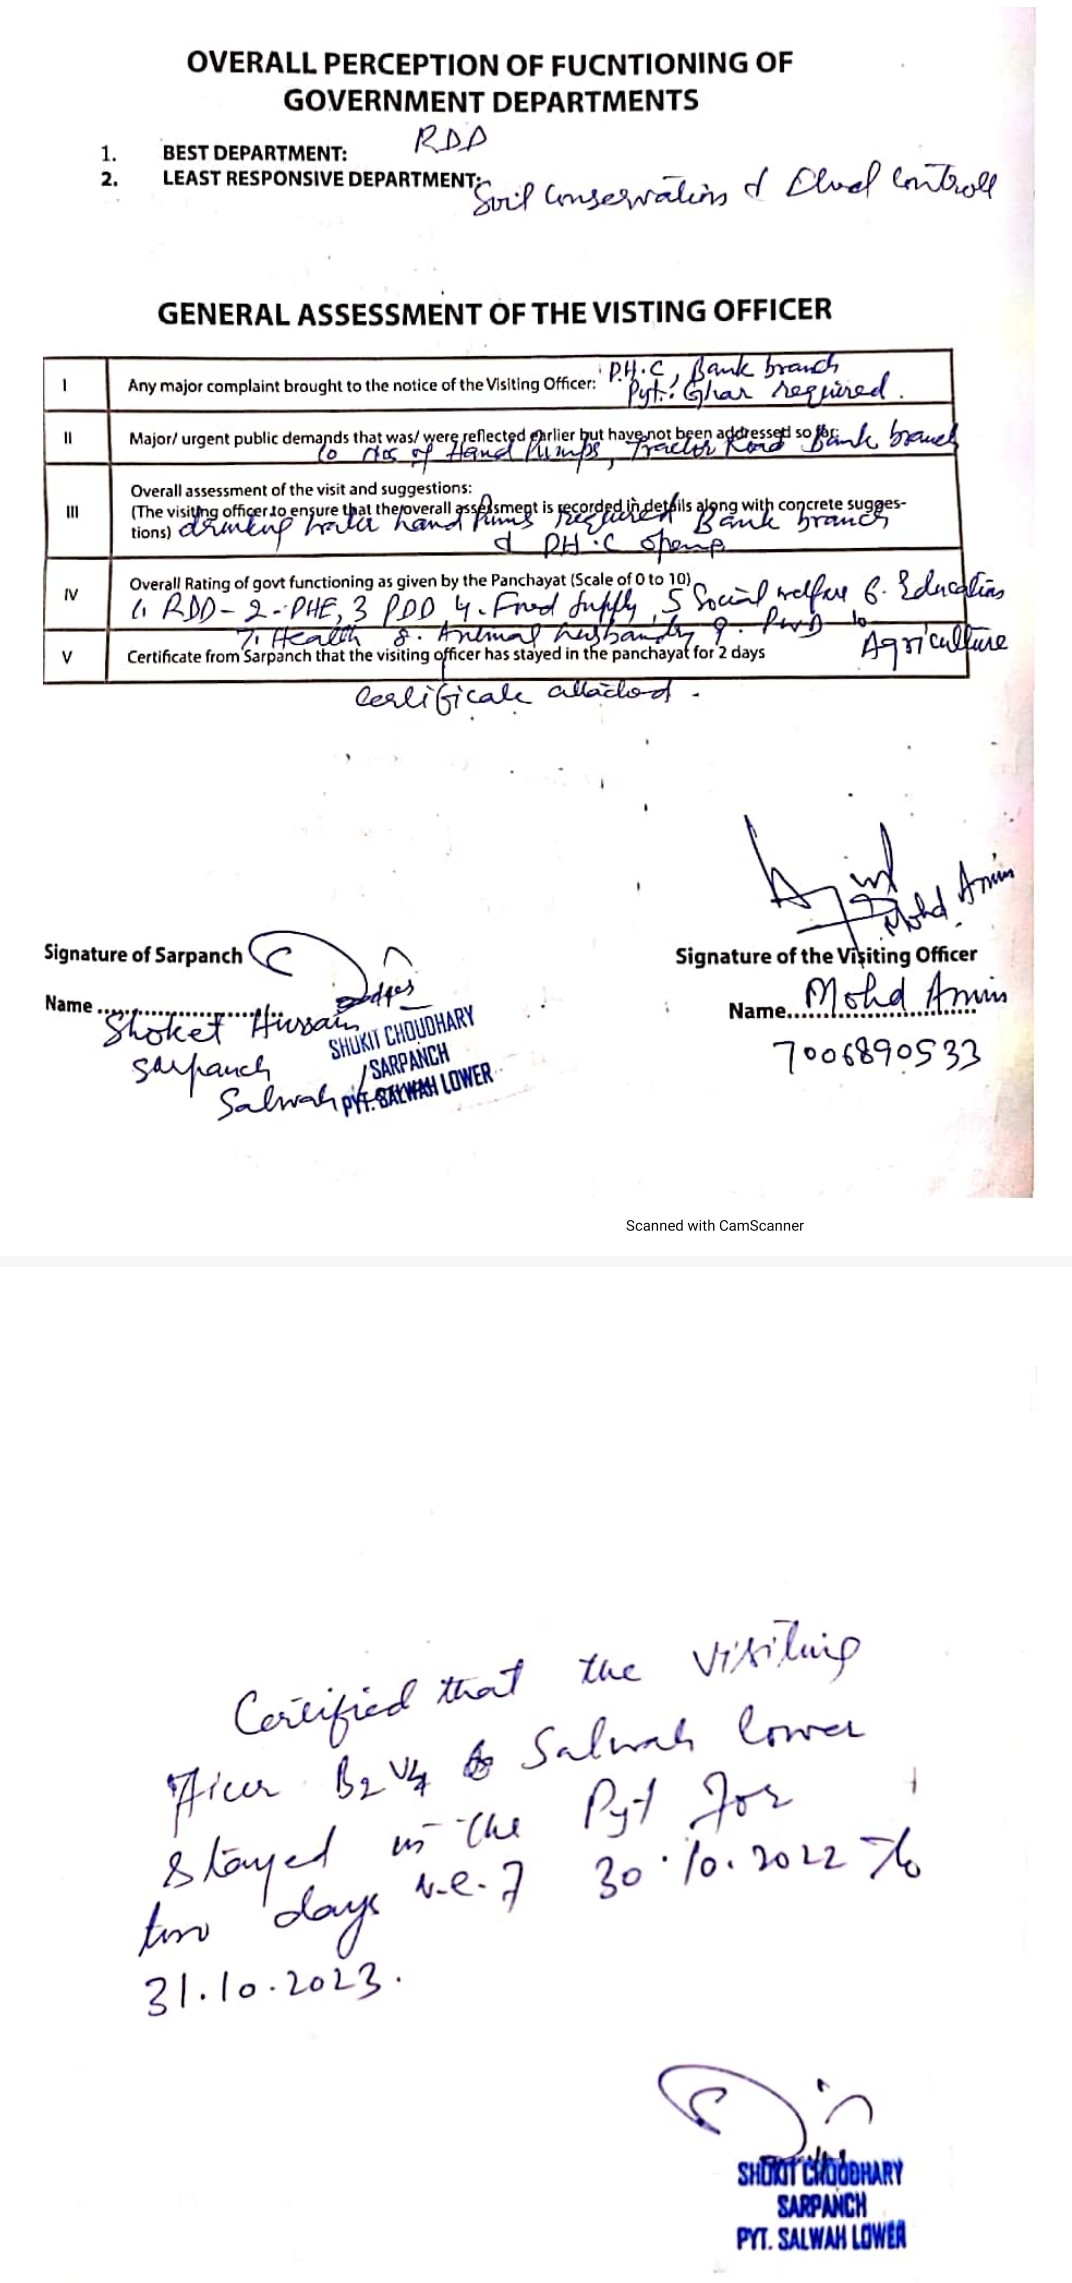 OVERALL PERCEPTION OF FUCNTIONING OF
GOVERNMENT DEPARTMENTS
1. BEST DEPARTMENT: RDD
2. LEAST RESPONSIVE DEPARTMENT: Soil Conservation & Controll
GENERAL ASSESSMENT OF THE VISTING OFFICER
I Any major complaint brought to the notice of the Visiting Officer: P.H.C, Bank branch
Pyt. Ghar required.
II Major/ urgent public demands that was/ were reflected earlier but have not been addressed so far: Bank branch
10 Nos of Hand Pumps, Tractor Road
Overall assessment of the visit and suggestions:
III (The visiting officer to ensure that the overall assessment is recorded in details along with concrete sugges-
tions) drinking water hand Pums required Bank branch
& PH.C
IV Overall Rating of govt functioning as given by the Panchayat (Scale of 0 to 10)
1. RDD - 2 - PHE, 3 PDD 4. Food Supply, 5 Social welfare 6. Education
7. Health 8. Animal husbandry 9. PWD 10
Agriculture
V Certificate from Sarpanch that the visiting officer has stayed in the panchayat for 2 days
Certificate attached.
Mohd Amin
Signature of Sarpanch
Signature of the Visiting Officer
Name Shoket Hussain
Sarpanch
Salwah
SHUKIT CHOUDHARY
SARPANCH
PYT. SALWAH LOWER
Name Mohd Amin
7006890533
Scanned with CamScanner
Certified that the visiting
B2V4 Salwah lower
stayed in the Pyt for
two days w.e.f 30.10.2022 to
31.10.2023.
SHUKIT CHOUDHARY
SARPANCH
PYT. SALWAH LOWER